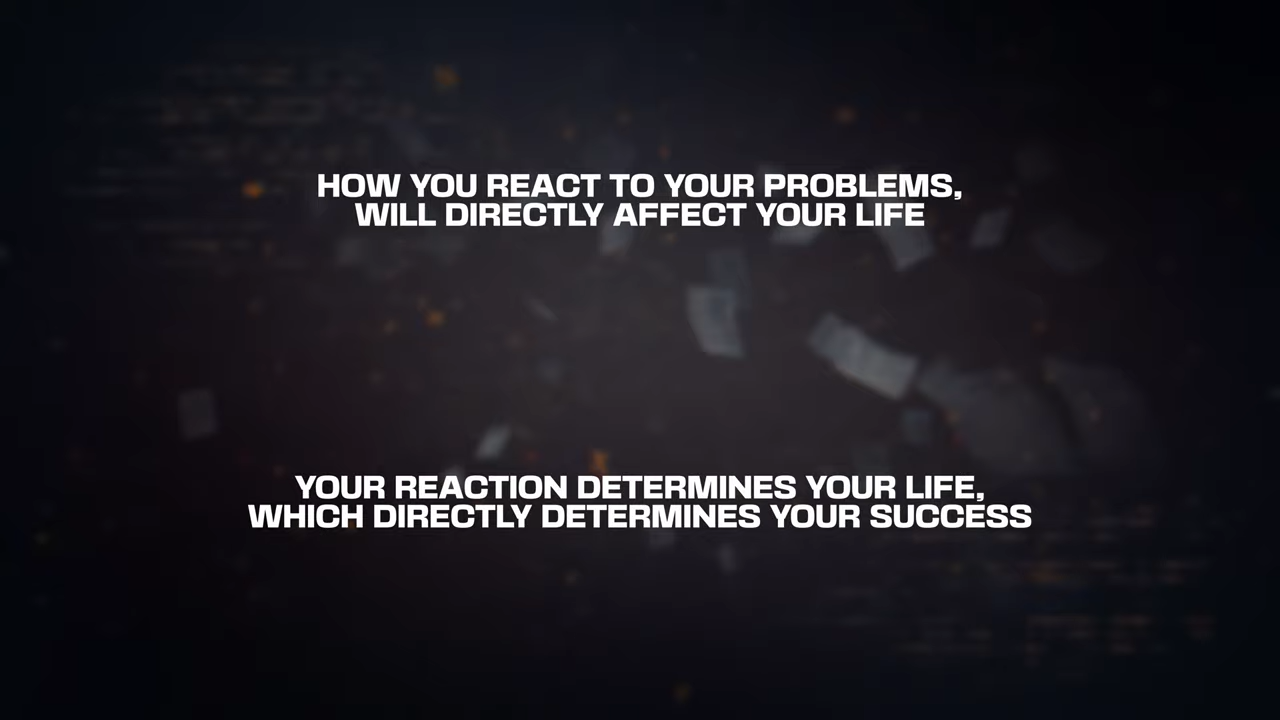 HOW YOU REACT TO YOUR PROBLEMS,
WILL DIRECTLY AFFECT YOUR LIFE
YOUR REACTION DETERMINES YOUR LIFE,
WHICH DIRECTLY DETERMINES YOUR SUCCESS